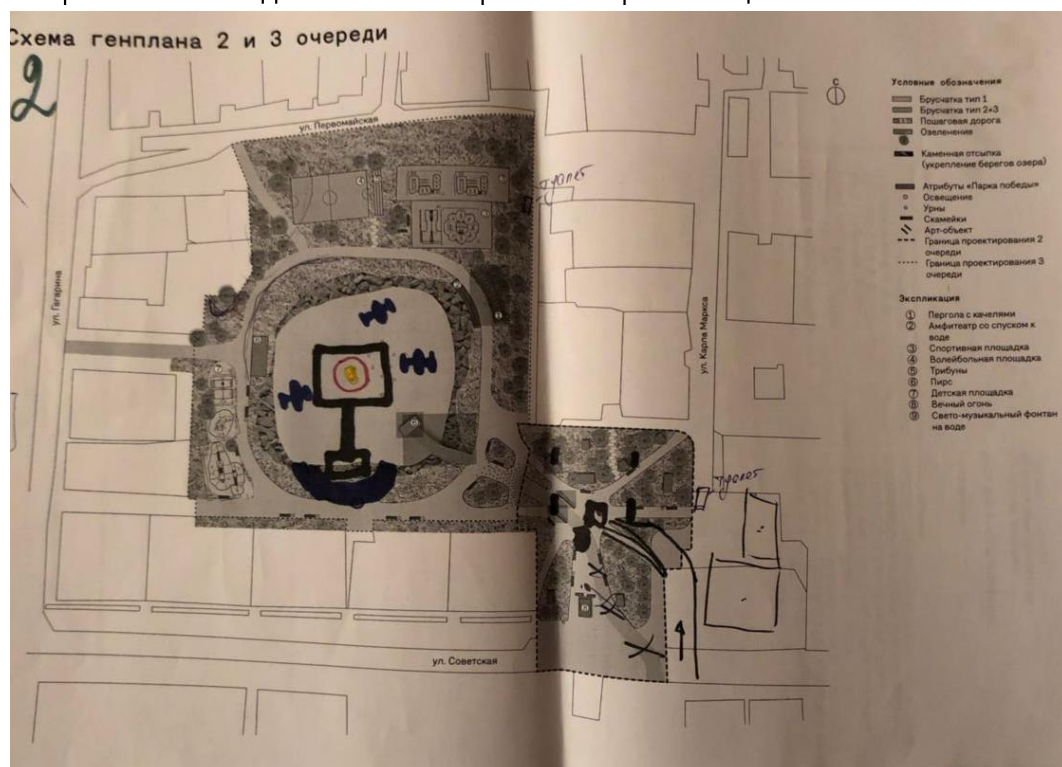 Схема генплана 2 и 3 очереди
2
ул. Первомайская
туалет
ул. Гагарина
ул. Карла Маркса
туалет
ул. Советская
С
Условные обозначения
Брусчатка тип 1
Брусчатка тип 2+3
Пошаговая дорога
Озеленение
Каменная отсыпка
(укрепление берегов озера)
Атрибуты «Парка победы»
Освещение
Урны
Скамейки
Арт-объект
Граница проектирования 2
очереди
Граница проектирования 3
очереди
Экспликация
① Пергола с качелями
② Амфитеатр со спуском к
воде
③ Спортивная площадка
④ Волейбольная площадка
⑤ Трибуны
⑥ Пирс
⑦ Детская площадка
⑧ Вечный огонь
⑨ Свето-музыкальный фонтан
на воде